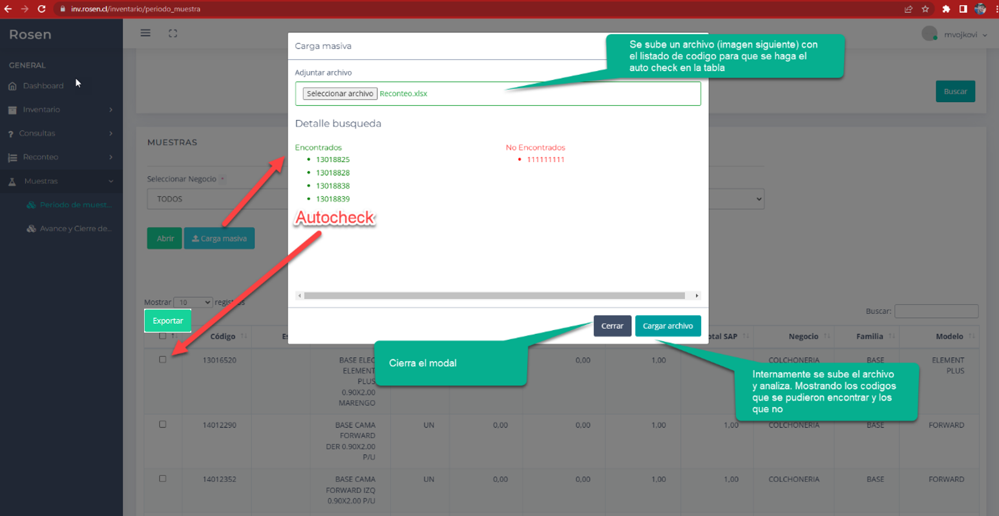 inv.rosen.cl/inventario/periodo_muestra
Rosen
mvojkovi
GENERAL
Dashboard
Inventario
Consultas
Reconteo
Muestras
Periodo de muest...
Avance y Cierre de...
Carga masiva
Adjuntar archivo
Seleccionar archivo Reconteo.xlsx
Detalle busqueda
Encontrados
13018825
13018828
13018838
13018839
No Encontrados
111111111
Cerrar
Cargar archivo
Se sube un archivo (imagen siguiente) con
el listado de codigo para que se haga el
auto check en la tabla
Autocheck
Cierra el modal
Internamente se sube el archivo
y analiza. Mostrando los codigos
que se pudieron encontrar y los
que no
Buscar
MUESTRAS
Seleccionar Negocio
TODOS
Abrir
Carga masiva
Mostrar 10 registros
Exportar
Buscar:
Código
Negocio
Familia
Modelo
13016520
ELEMENT
PLUS
0.90X2.00
MARENGO
0,00
1,00
COLCHONERIA
BASE
ELEMENT
PLUS
14012290
BASE CAMA
FORWARD
DER 0.90X2.00
P/U
UN
0,00
0,00
1,00
1,00
COLCHONERIA
BASE
FORWARD
14012352
BASE CAMA
FORWARD IZQ
0.90X2.00 P/U
UN
0,00
0,00
1,00
1,00
COLCHONERIA
BASE
FORWARD